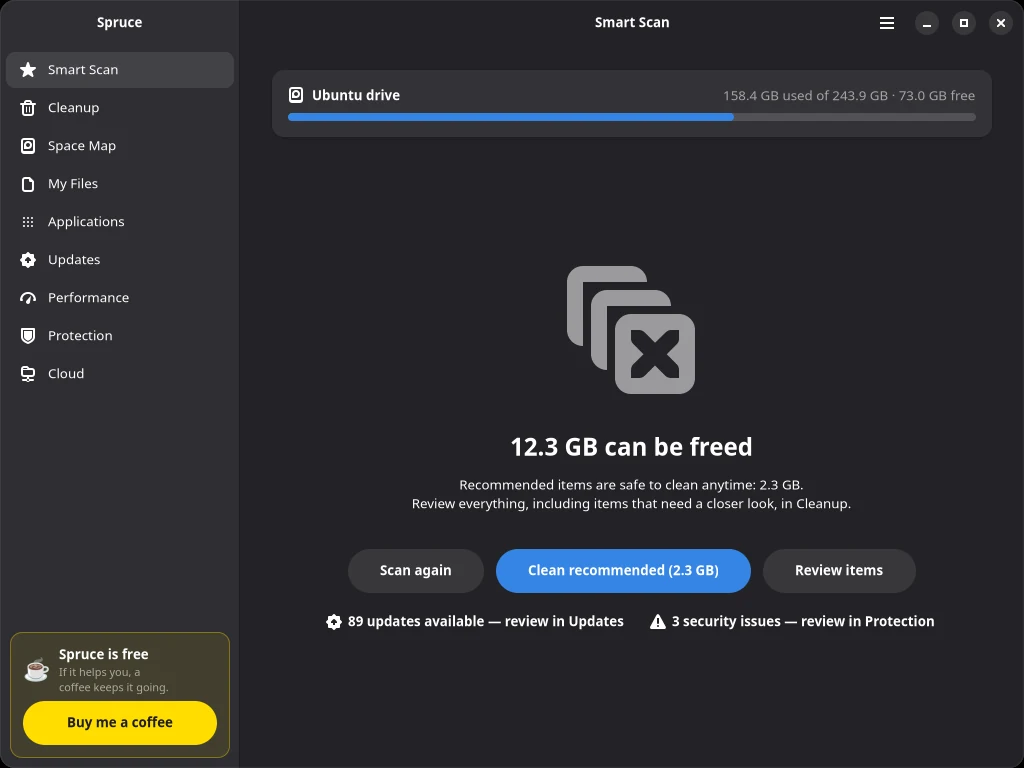 Spruce
Smart Scan
Smart Scan
Cleanup
Space Map
My Files
Applications
Updates
Performance
Protection
Cloud
Ubuntu drive
158.4 GB used of 243.9 GB · 73.0 GB free
12.3 GB can be freed
Recommended items are safe to clean anytime: 2.3 GB.
Review everything, including items that need a closer look, in Cleanup.
Scan again
Clean recommended (2.3 GB)
Review items
89 updates available — review in Updates
3 security issues — review in Protection
Spruce is free
If it helps you, a
coffee keeps it going.
Buy me a coffee